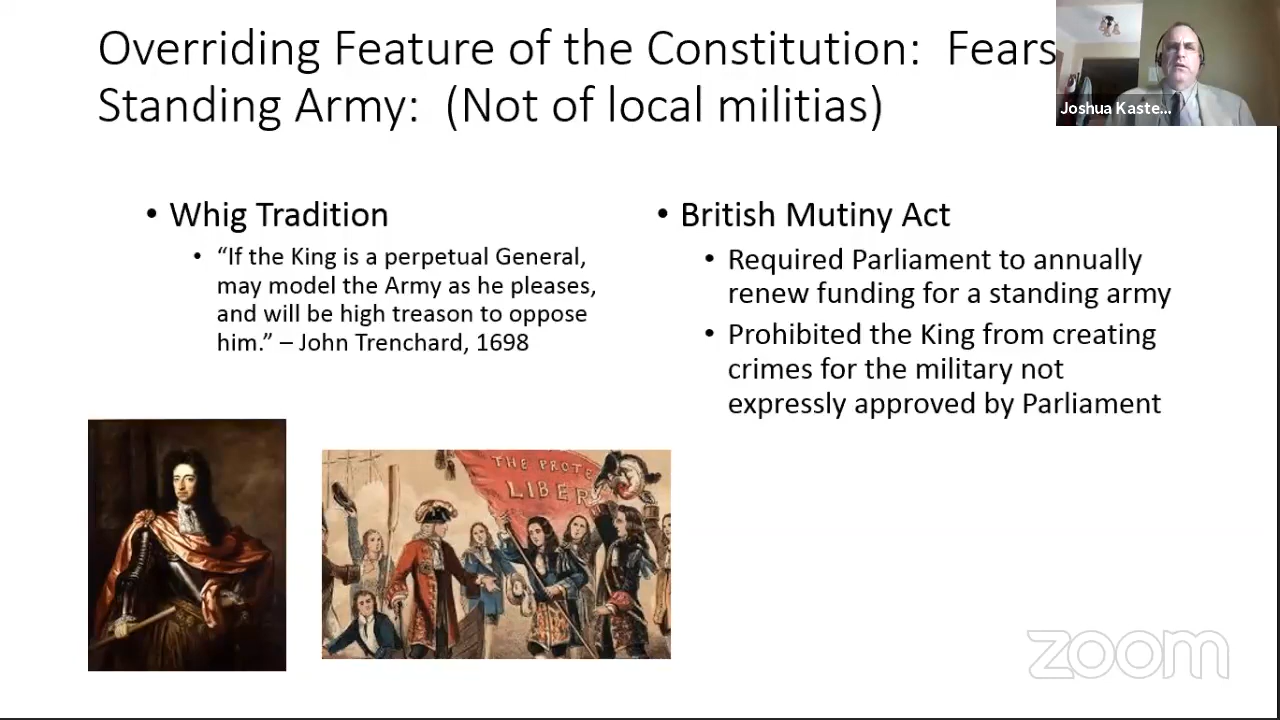 Overriding Feature of the Constitution: Fears
Standing Army: (Not of local militias)
Joshua Kaste...
• Whig Tradition
• “If the King is a perpetual General,
may model the Army as he pleases,
and will be high treason to oppose
him.” – John Trenchard, 1698
• British Mutiny Act
• Required Parliament to annually
renew funding for a standing army
• Prohibited the King from creating
crimes for the military not
expressly approved by Parliament
THE PROTE
LIBER
zoom